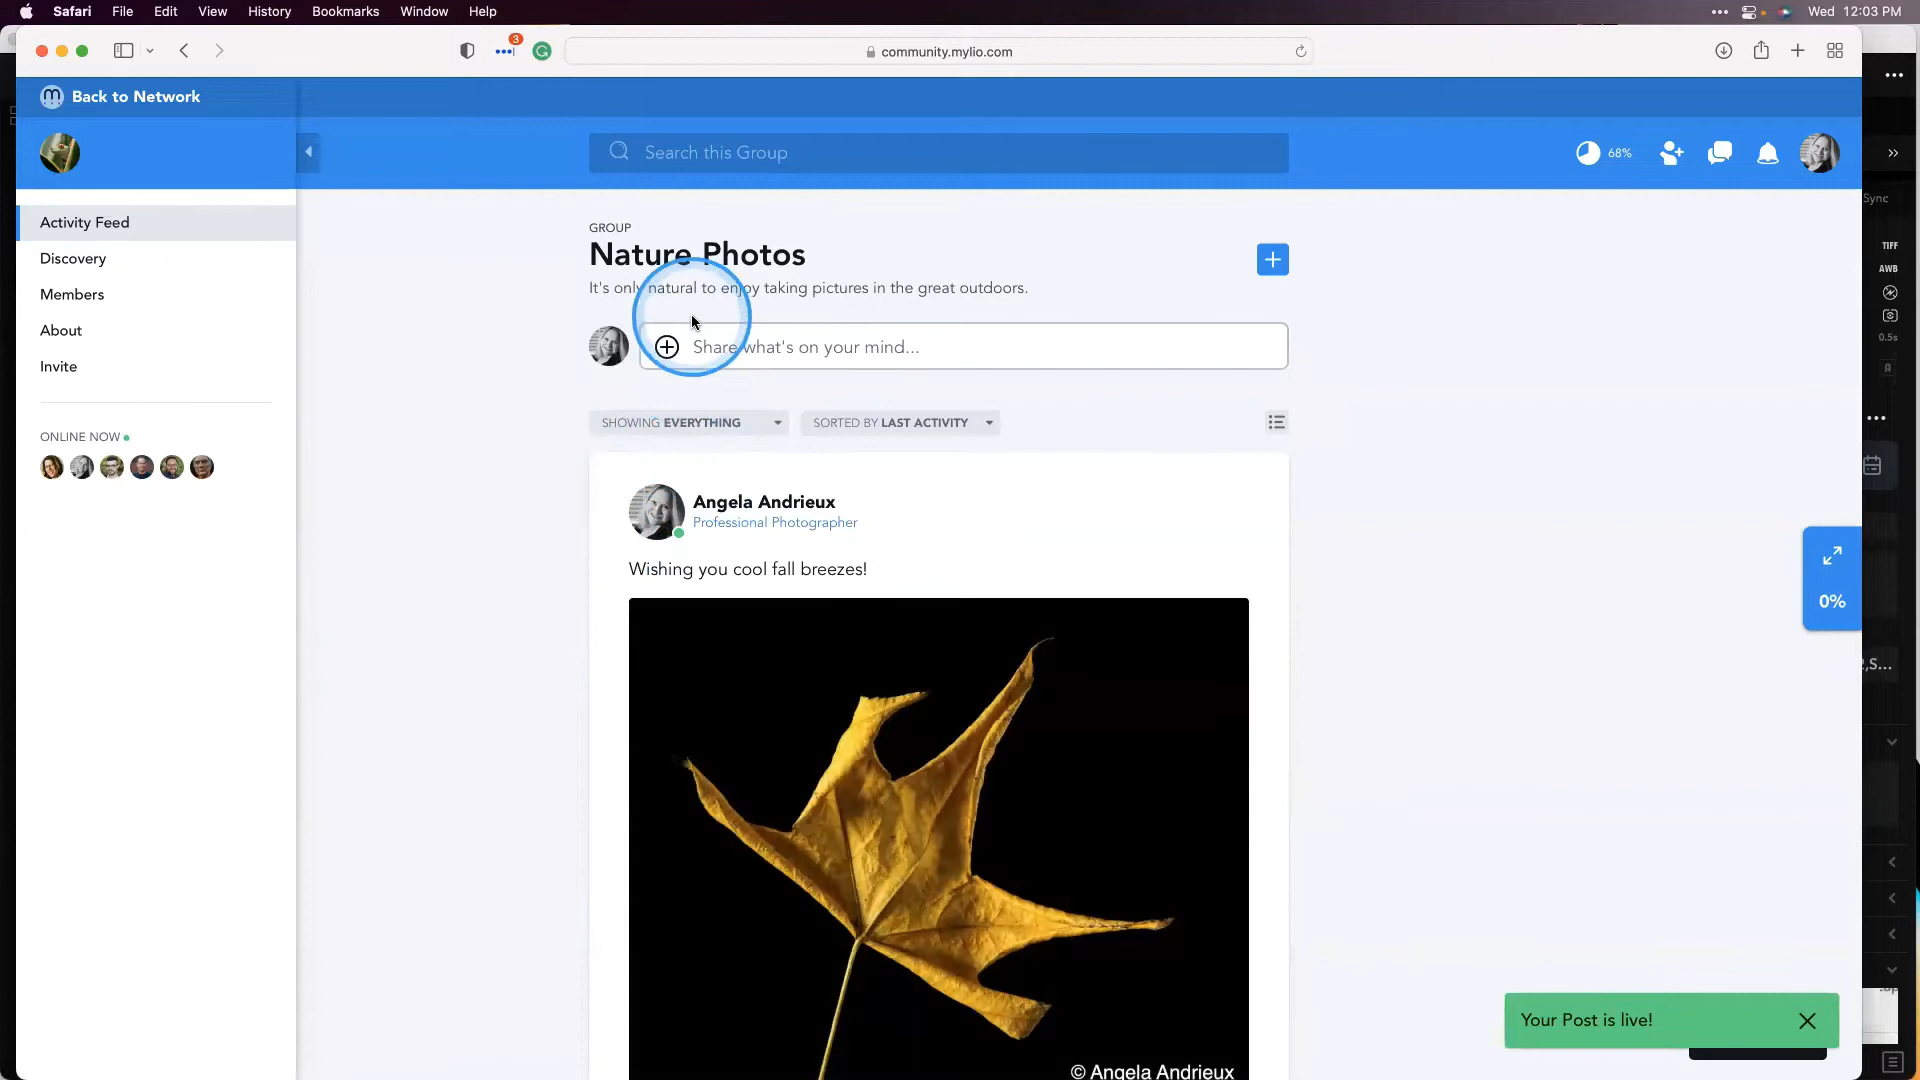 Safari File Edit View History Bookmarks Window Help
Wed 12:03 PM
3
community.mylio.com
Back to Network
Search this Group
68%
Sync
Activity Feed
Discovery
Members
About
Invite
ONLINE NOW
GROUP
Nature Photos
It's only natural to enjoy taking pictures in the great outdoors.
Share what's on your mind...
SHOWING EVERYTHING
SORTED BY LAST ACTIVITY
TIFF
AWB
0.5s
A
Angela Andrieux
Professional Photographer
Wishing you cool fall breezes!
0%
© Angela Andrieux
Your Post is live!